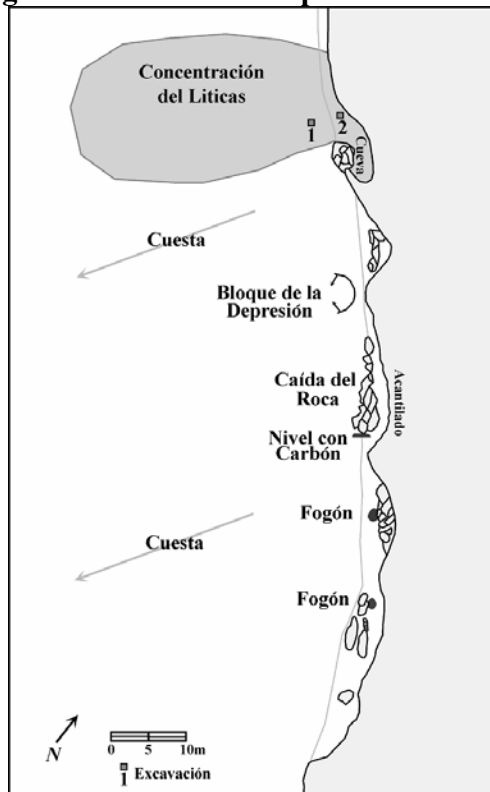 Concentración
del Liticas
1
2
Cueva
Cuesta
Bloque de la
Depresión
Caída del
Roca
Acantilado
Nivel con
Carbón
Fogón
Cuesta
Fogón
N
0 5 10m
1 Excavación